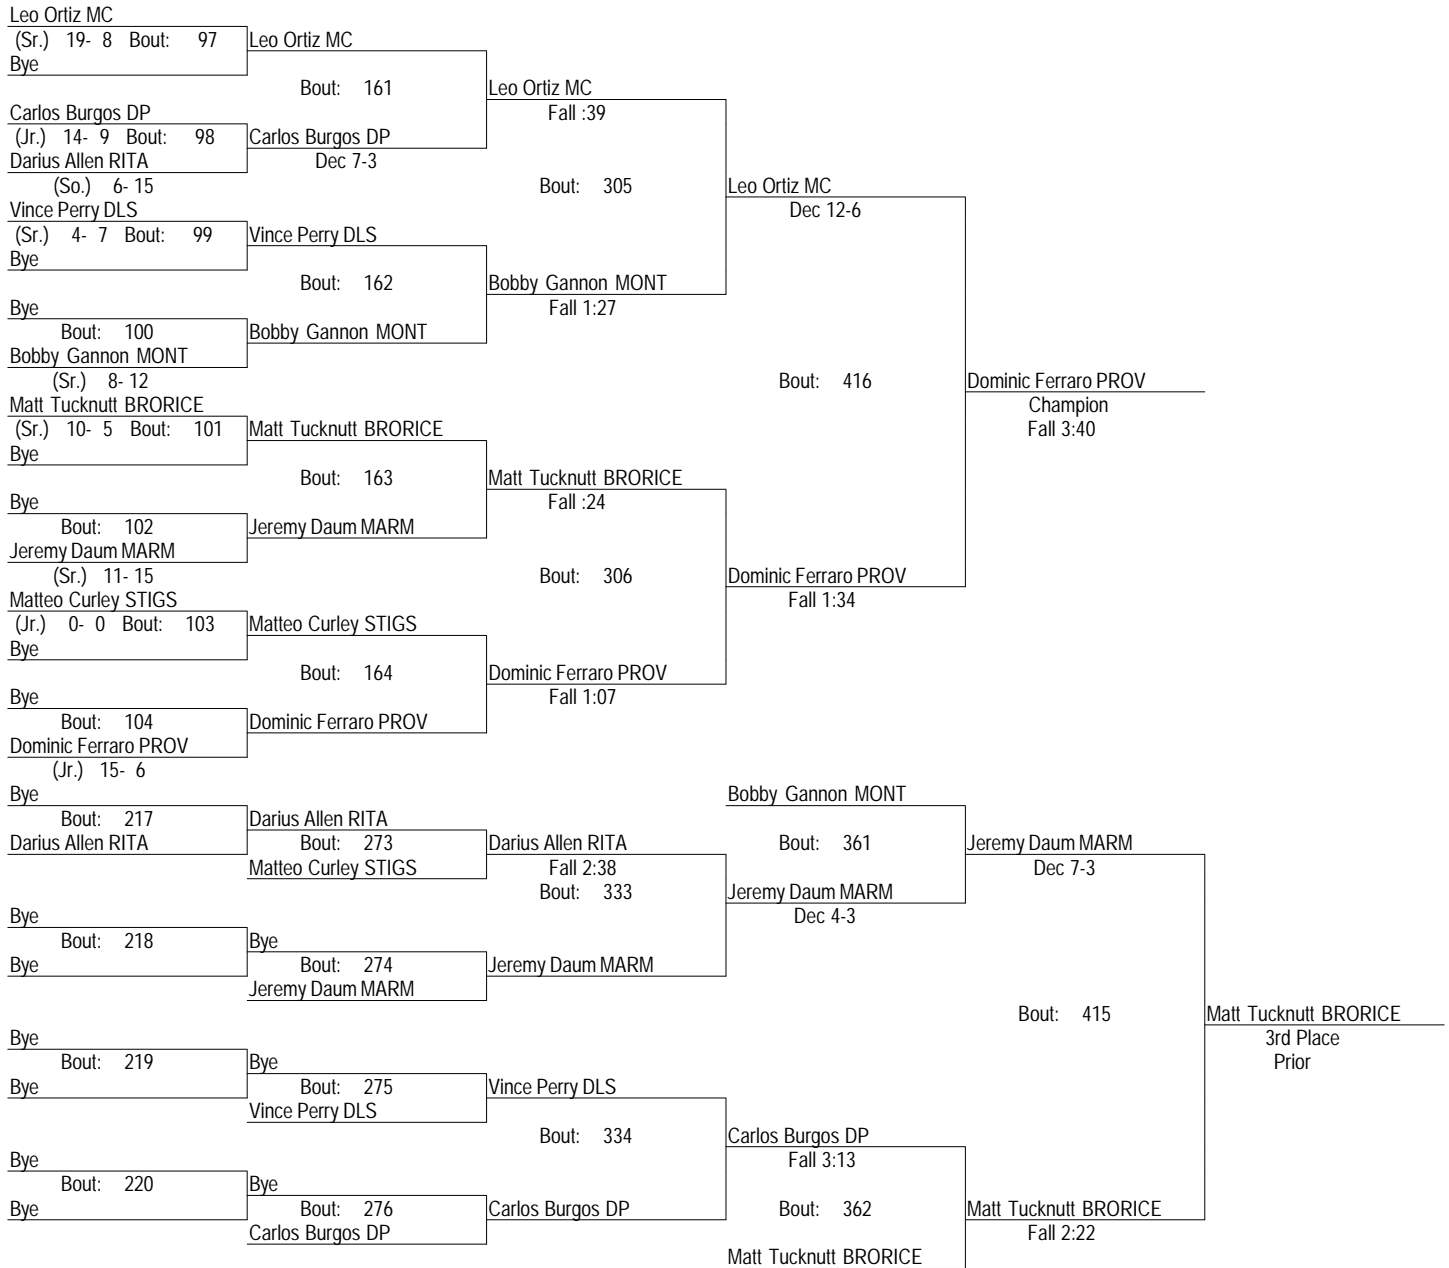 Leo Ortiz MC
(Sr.) 19- 8 Bout: 97 Leo Ortiz MC
Bye
Bout: 161 Leo Ortiz MC
Carlos Burgos DP Fall :39
(Jr.) 14- 9 Bout: 98 Carlos Burgos DP
Darius Allen RITA Dec 7-3
(So.) 6- 15 Bout: 305 Leo Ortiz MC
Vince Perry DLS Dec 12-6
(Sr.) 4- 7 Bout: 99 Vince Perry DLS
Bye
Bout: 162 Bobby Gannon MONT
Bye Fall 1:27
Bout: 100 Bobby Gannon MONT
Bobby Gannon MONT
(Sr.) 8- 12 Bout: 416 Dominic Ferraro PROV
Matt Tucknutt BRORICE Champion
(Sr.) 10- 5 Bout: 101 Matt Tucknutt BRORICE Fall 3:40
Bye
Bout: 163 Matt Tucknutt BRORICE
Bye Fall :24
Bout: 102 Jeremy Daum MARM
Jeremy Daum MARM
(Sr.) 11- 15 Bout: 306 Dominic Ferraro PROV
Matteo Curley STIGS Fall 1:34
(Jr.) 0- 0 Bout: 103 Matteo Curley STIGS
Bye
Bout: 164 Dominic Ferraro PROV
Bye Fall 1:07
Bout: 104 Dominic Ferraro PROV
Dominic Ferraro PROV
(Jr.) 15- 6
Bye Bobby Gannon MONT
Bout: 217 Darius Allen RITA
Darius Allen RITA Bout: 273 Darius Allen RITA Bout: 361 Jeremy Daum MARM
Matteo Curley STIGS Fall 2:38 Dec 7-3
Bout: 333 Jeremy Daum MARM
Bye Dec 4-3
Bout: 218 Bye
Bye Bout: 274 Jeremy Daum MARM
Jeremy Daum MARM
Bout: 415 Matt Tucknutt BRORICE
Bye 3rd Place
Bout: 219 Bye Prior
Bye Bout: 275 Vince Perry DLS
Vince Perry DLS
Bout: 334 Carlos Burgos DP
Bye Fall 3:13
Bout: 220 Bye
Bye Bout: 276 Carlos Burgos DP Bout: 362 Matt Tucknutt BRORICE
Carlos Burgos DP Fall 2:22
Matt Tucknutt BRORICE